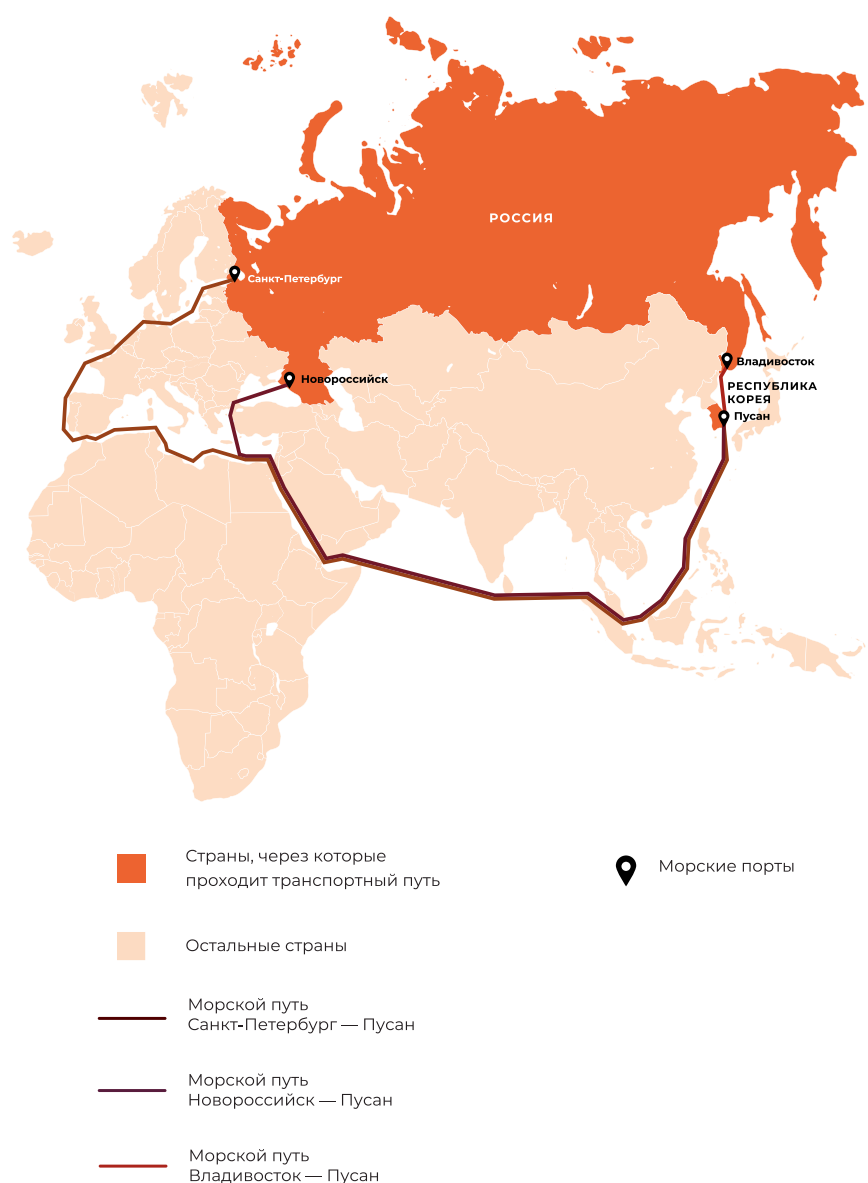 РОССИЯ
Санкт-Петербург
Владивосток
Новороссийск
РЕСПУБЛИКА
КОРЕЯ
Пусан
Страны, через которые
проходит транспортный путь
Морские порты
Остальные страны
Морской путь
Санкт-Петербург — Пусан
Морской путь
Новороссийск — Пусан
Морской путь
Владивосток — Пусан